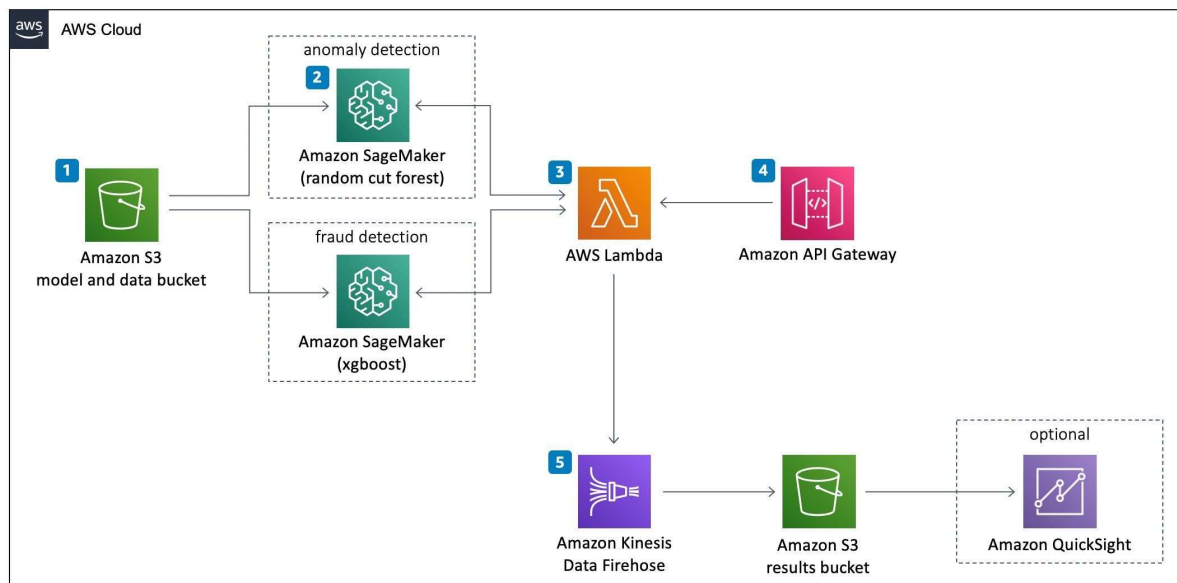 aws
AWS Cloud
anomaly detection
2
Amazon SageMaker
(random cut forest)
1
Amazon S3
model and data bucket
fraud detection
Amazon SageMaker
(xgboost)
3
AWS Lambda
4
</>
Amazon API Gateway
5
Amazon Kinesis
Data Firehose
Amazon S3
results bucket
optional
Amazon QuickSight